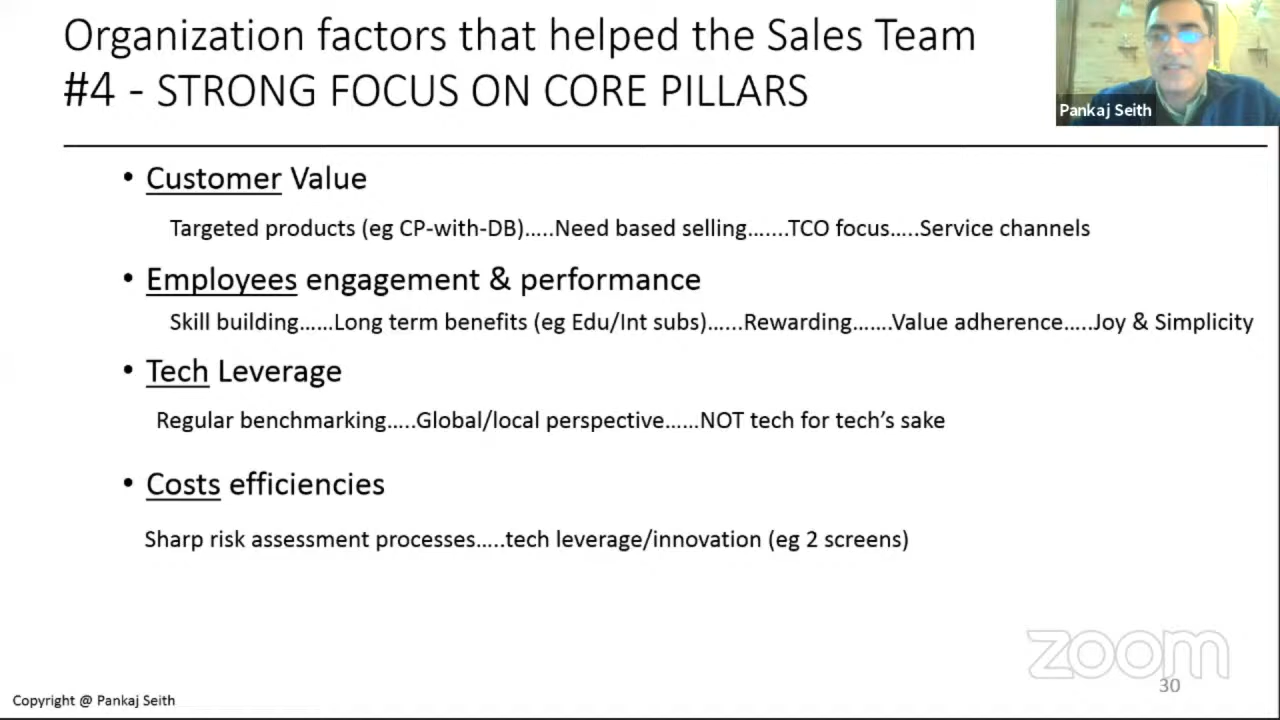 Organization factors that helped the Sales Team
#4 - STRONG FOCUS ON CORE PILLARS
Pankaj Seith
• Customer Value
Targeted products (eg CP-with-DB).....Need based selling.......TCO focus.....Service channels
• Employees engagement & performance
Skill building......Long term benefits (eg Edu/Int subs)......Rewarding.......Value adherence.....Joy & Simplicity
• Tech Leverage
Regular benchmarking.....Global/local perspective......NOT tech for tech’s sake
• Costs efficiencies
Sharp risk assessment processes.....tech leverage/innovation (eg 2 screens)
zoom
30
Copyright @ Pankaj Seith